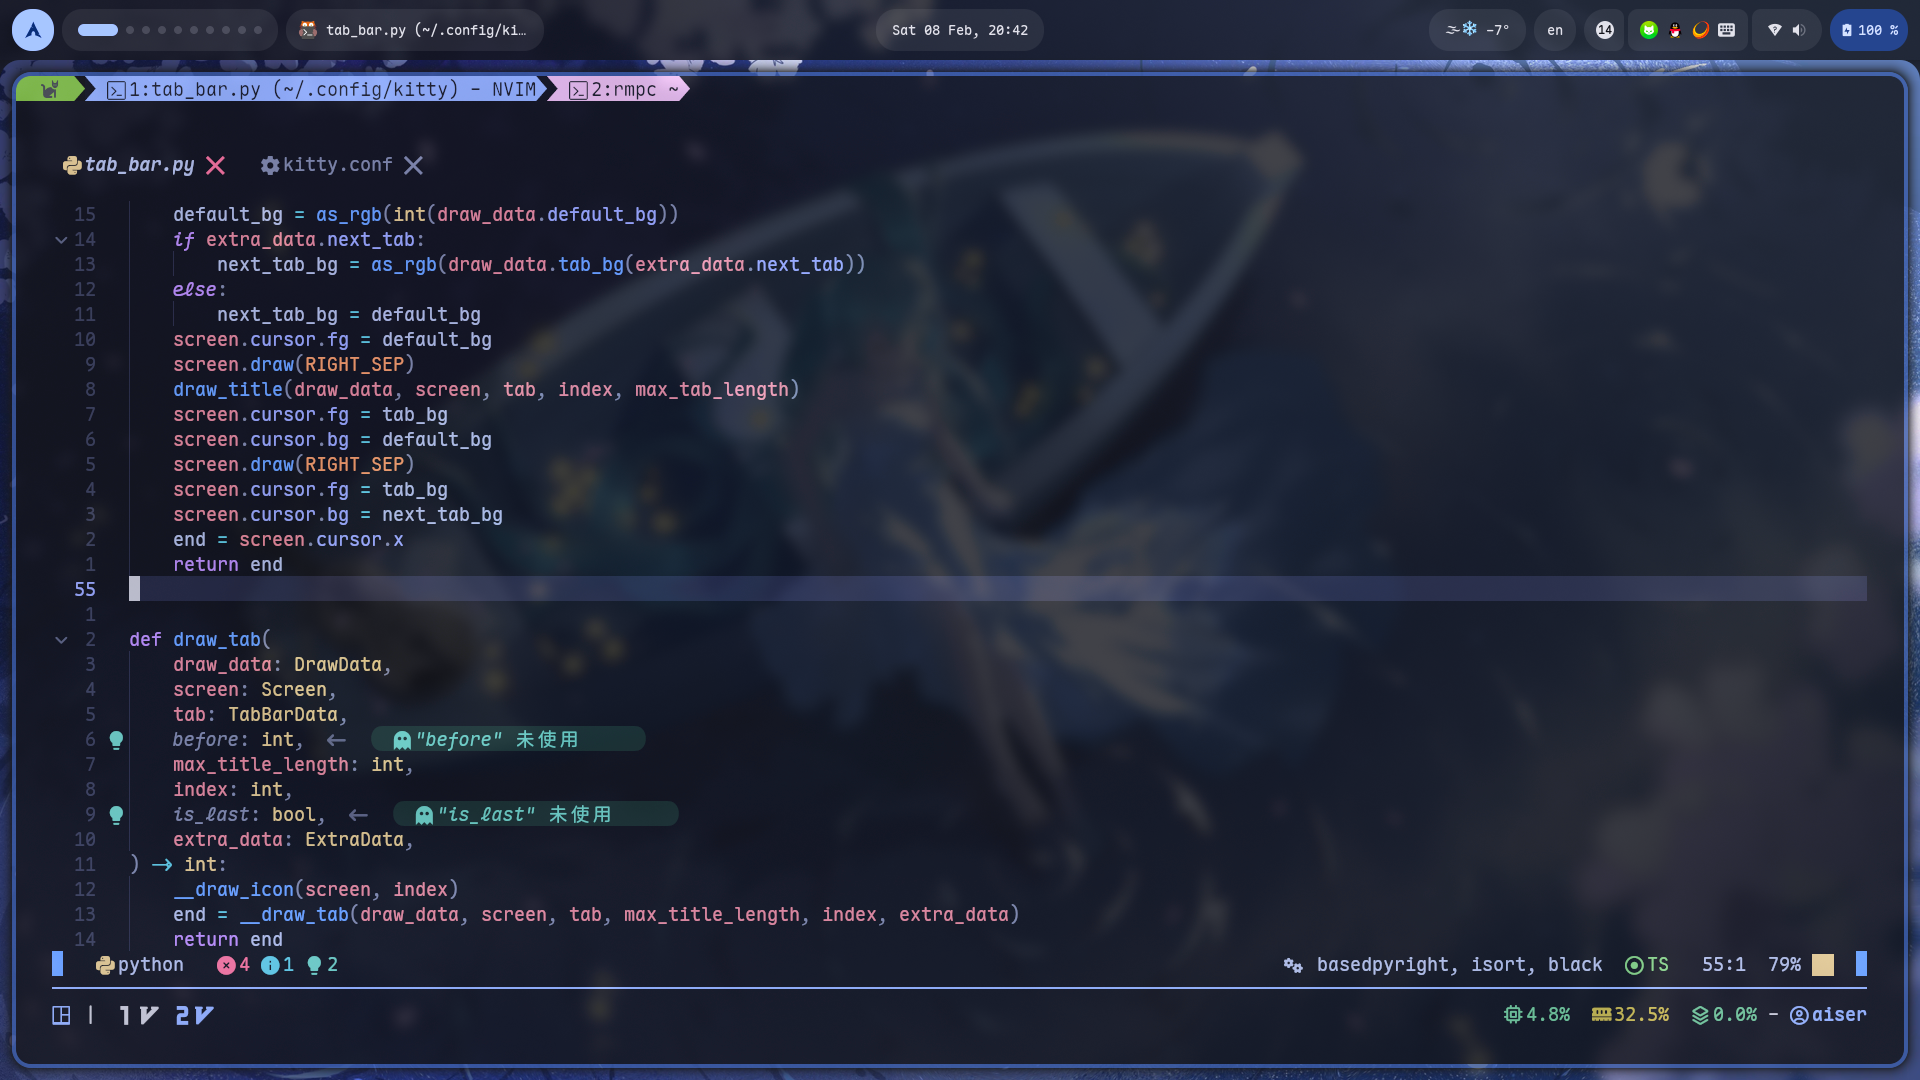 tab_bar.py (~/.config/ki…
Sat 08 Feb, 20:42
-7°
en
14
100 %
1:tab_bar.py (~/.config/kitty) - NVIM
2:rmpc ~
tab_bar.py
kitty.conf
15 default_bg = as_rgb(int(draw_data.default_bg))
14 if extra_data.next_tab:
13 next_tab_bg = as_rgb(draw_data.tab_bg(extra_data.next_tab))
12 else:
11 next_tab_bg = default_bg
10 screen.cursor.fg = default_bg
9 screen.draw(RIGHT_SEP)
8 draw_title(draw_data, screen, tab, index, max_tab_length)
7 screen.cursor.fg = tab_bg
6 screen.cursor.bg = default_bg
5 screen.draw(RIGHT_SEP)
4 screen.cursor.fg = tab_bg
3 screen.cursor.bg = next_tab_bg
2 end = screen.cursor.x
1 return end
55
1
2 def draw_tab(
3 draw_data: DrawData,
4 screen: Screen,
5 tab: TabBarData,
6 before: int, ← "before" 未使用
7 max_title_length: int,
8 index: int,
9 is_last: bool, ← "is_last" 未使用
10 extra_data: ExtraData,
11 ) -> int:
12 __draw_icon(screen, index)
13 end = __draw_tab(draw_data, screen, tab, max_title_length, index, extra_data)
14 return end
python 4 1 2
basedpyright, isort, black TS 55:1 79%
| 1 2
4.8% 32.5% 0.0% - aiser